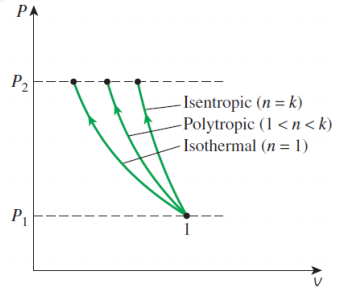 P
P2
Isentropic (n = k)
Polytropic (1 < n < k)
Isothermal (n = 1)
P1
1
v